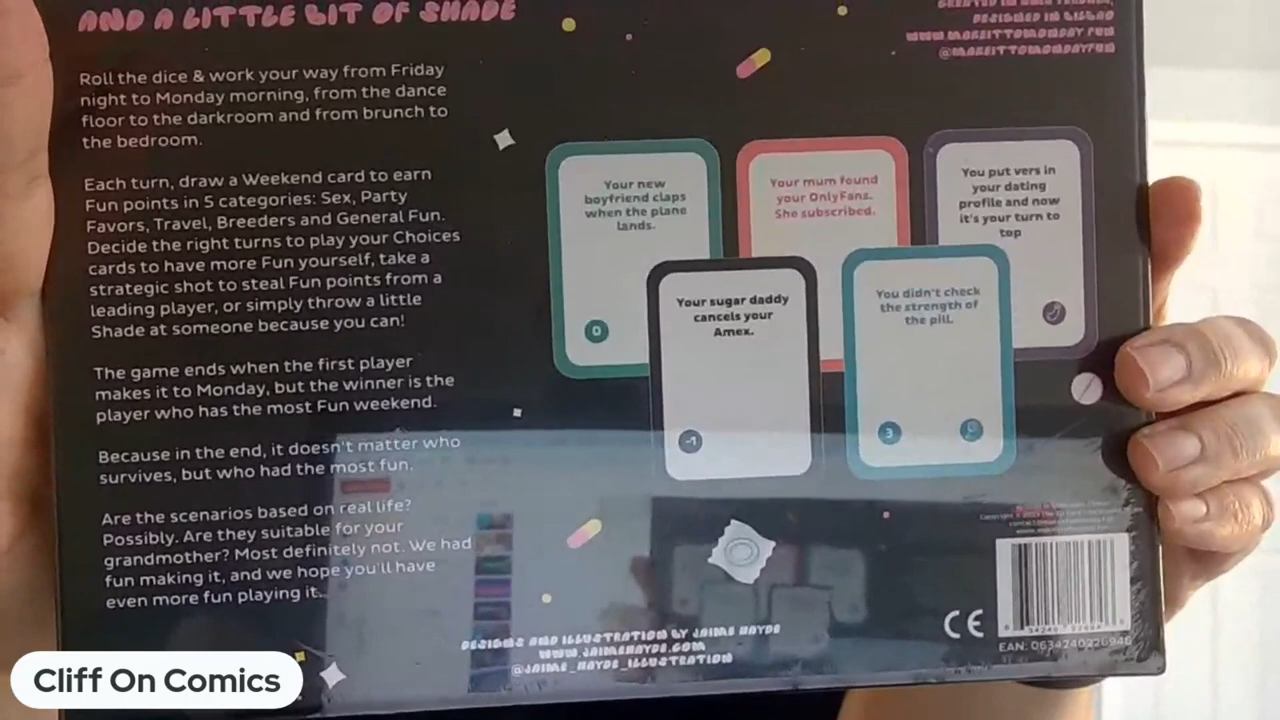 AND A LITTLE BIT OF SHADE
DESIGNED IN
WWW.MAKEITTOMONDAY.FUN
@MAKEITTOMONDAYFUN
Roll the dice & work your way from Friday
night to Monday morning, from the dance
floor to the darkroom and from brunch to
the bedroom.
Each turn, draw a Weekend card to earn
Fun points in 5 categories: Sex, Party
Favors, Travel, Breeders and General Fun.
Decide the right turns to play your Choices
cards to have more Fun yourself, take a
strategic shot to steal Fun points from a
leading player, or simply throw a little
Shade at someone because you can!
The game ends when the first player
makes it to Monday, but the winner is the
player who has the most Fun weekend.
Because in the end, it doesn't matter who
survives, but who had the most fun.
Are the scenarios based on real life?
Possibly. Are they suitable for your
grandmother? Most definitely not. We had
fun making it, and we hope you'll have
even more fun playing it.
Your new
boyfriend claps
when the plane
lands.
0
Your mum found
your OnlyFans.
She subscribed.
You put vers in
your dating
profile and now
it's your turn to
top
Your sugar daddy
cancels your
Amex.
-1
You didn't check
the strength of
the pill.
3
DESIGNS AND ILLUSTRATION BY JAIME HAYDE
WWW.JAIMEHAYDE.COM
@JAIME_HAYDE_ILLUSTRATION
CE
EAN: 0634240226946
Cliff On Comics